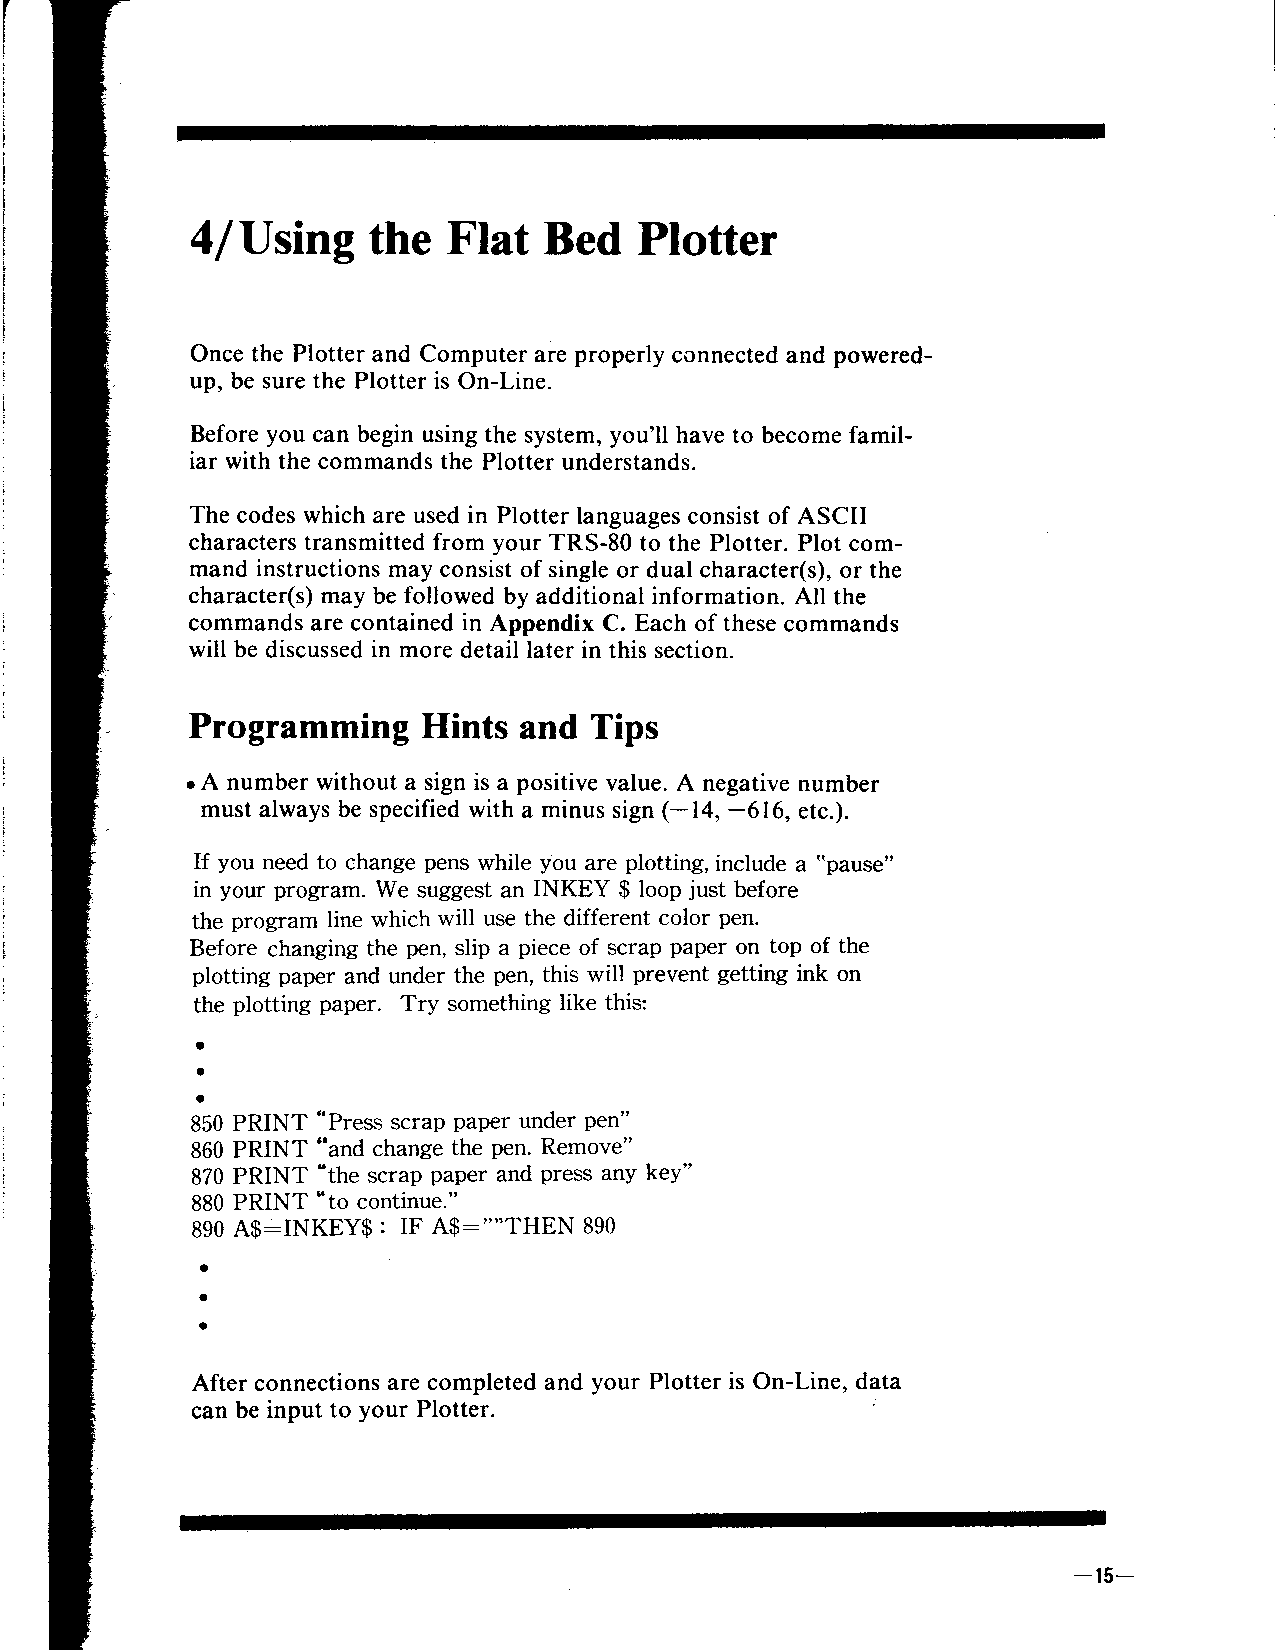 4/Using the Flat Bed Plotter
Once the Plotter and Computer are properly connected and powered-
up, be sure the Plotter is On-Line.
Before you can begin using the system, you'll have to become famil-
iar with the commands the Plotter understands.
The codes which are used in Plotter languages consist of ASCII
characters transmitted from your TRS-80 to the Plotter. Plot com-
mand instructions may consist of single or dual character(s), or the
character(s) may be followed by additional information. All the
commands are contained in Appendix C. Each of these commands
will be discussed in more detail later in this section.
Programming Hints and Tips
• A number without a sign is a positive value. A negative number
must always be specified with a minus sign (—14, —616, etc.).
If you need to change pens while you are plotting, include a "pause"
in your program. We suggest an INKEY $ loop just before
the program line which will use the different color pen.
Before changing the pen, slip a piece of scrap paper on top of the
plotting paper and under the pen, this will prevent getting ink on
the plotting paper. Try something like this:
•
•
•
850 PRINT "Press scrap paper under pen"
860 PRINT "and change the pen. Remove"
870 PRINT "the scrap paper and press any key"
880 PRINT "to continue."
890 A$=INKEY$ : IF A$=""THEN 890
•
•
•
After connections are completed and your Plotter is On-Line, data
can be input to your Plotter.
—15—